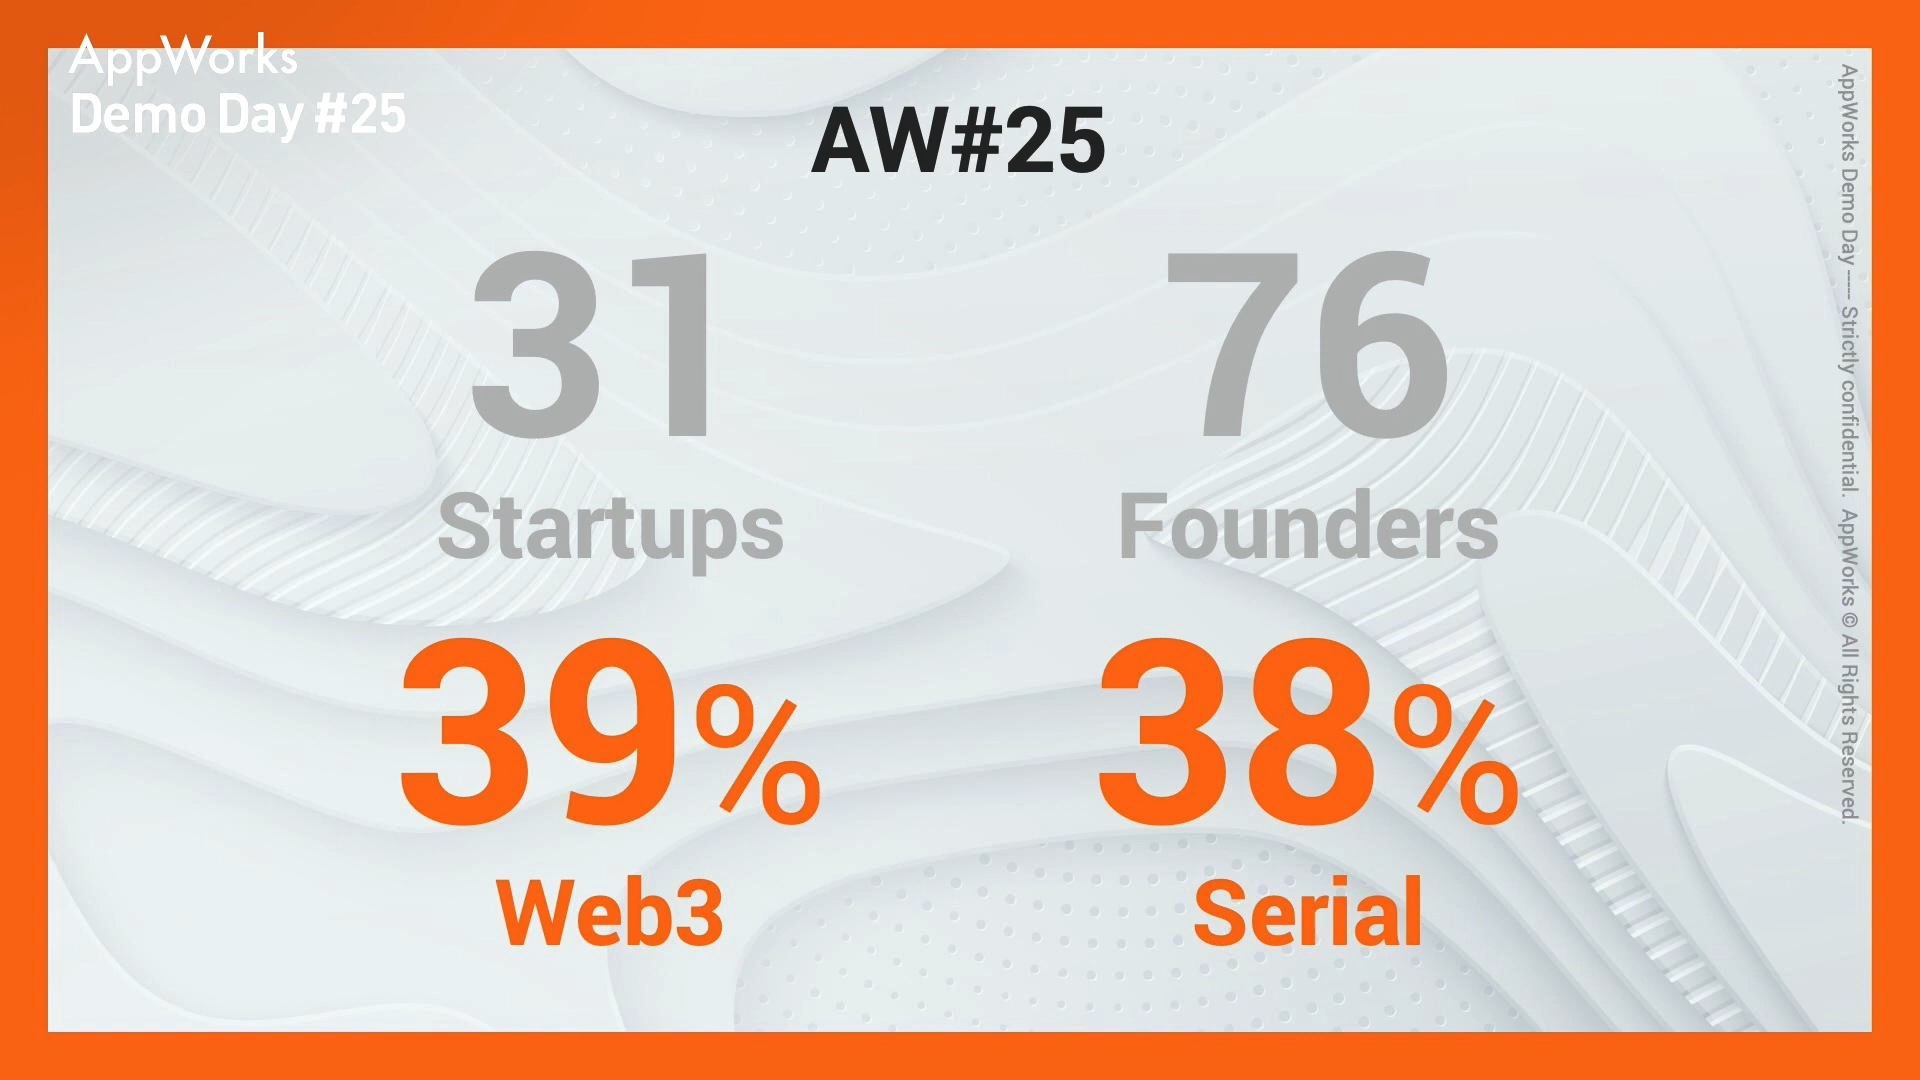 AppWorks
Demo Day #25
AW#25
31
Startups
76
Founders
39%
Web3
38%
Serial
AppWorks Demo Day —— Strictly confidential. AppWorks © All Rights Reserved.